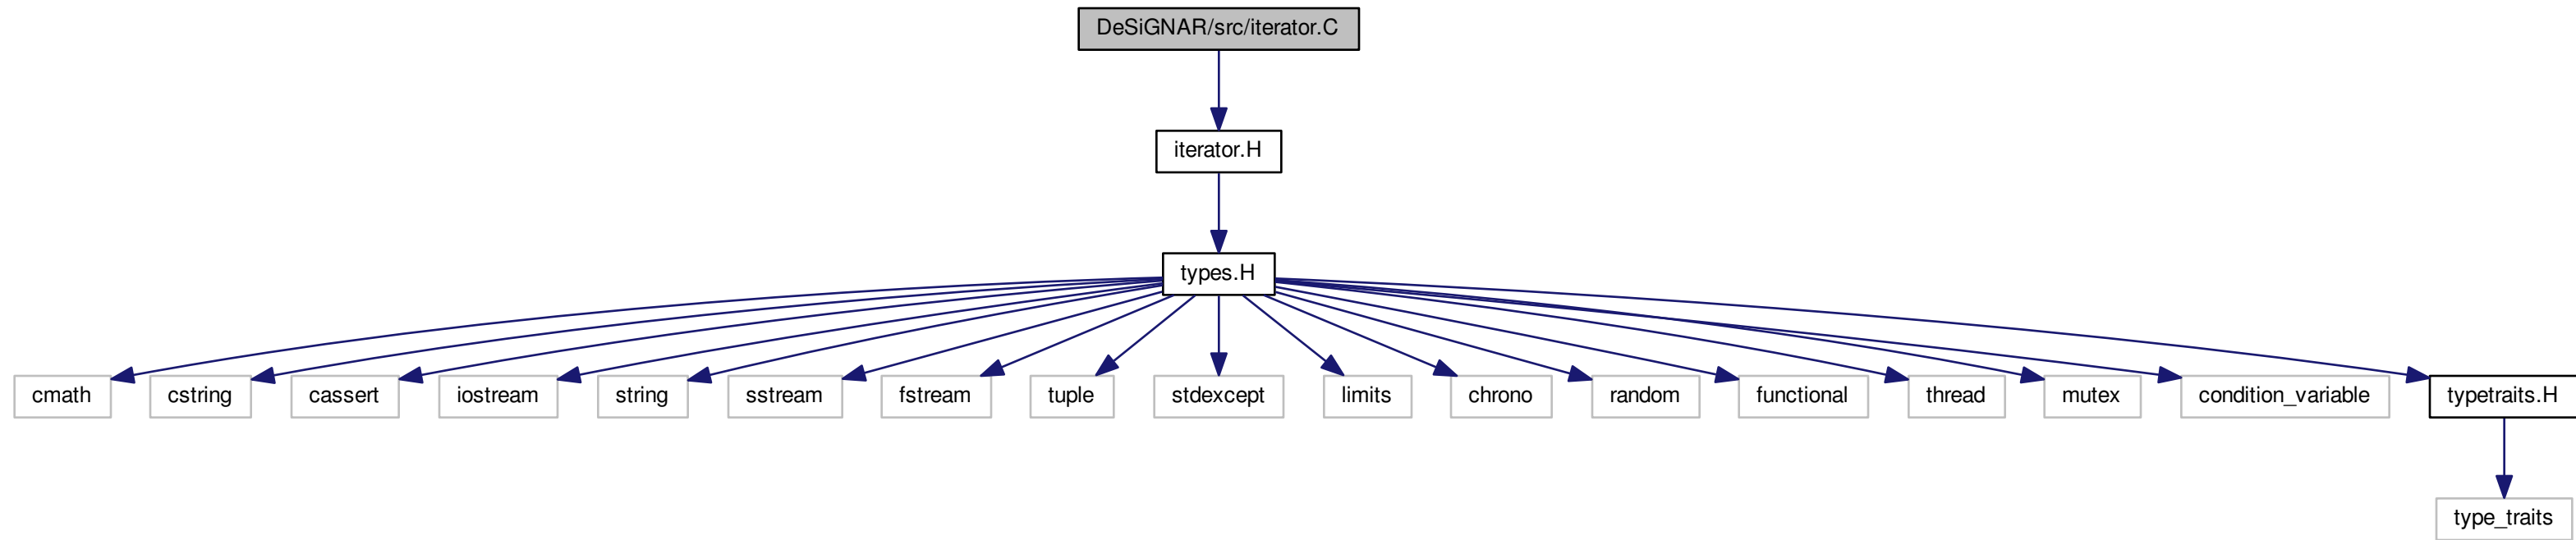 DeSiGNAR/src/iterator.C
iterator.H
types.H
cmath
cstring
cassert
iostream
string
sstream
fstream
tuple
stdexcept
limits
chrono
random
functional
thread
mutex
condition_variable
typetraits.H
type_traits